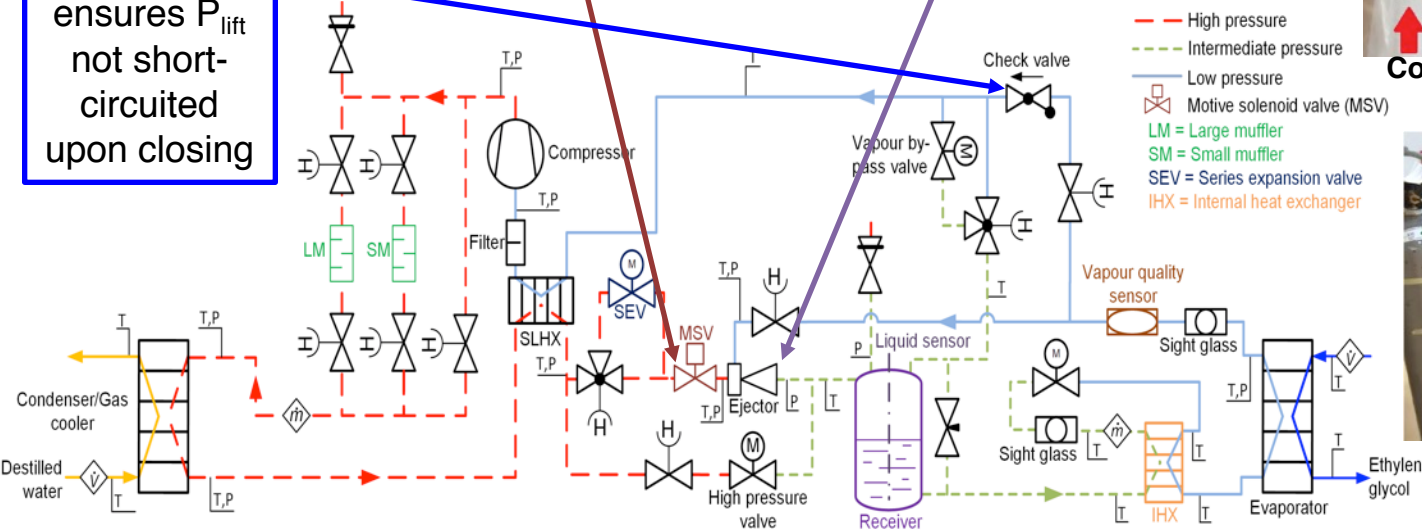 ensures P_lift
not short-
circuited
upon closing
High pressure
Intermediate pressure
Low pressure
Motive solenoid valve (MSV)
LM = Large muffler
SM = Small muffler
SEV = Series expansion valve
IHX = Internal heat exchanger
Co
T,P
T
Check valve
Compressor
Vapour by-
pass valve
M
H
H
H
H
T,P
Filter
LM
SM
M
SEV
SLHX
T,P
H
T
Vapour quality
sensor
Sight glass
H
H
H
T
T,P
MSV
T,P
Ejector
P
T
P
Liquid sensor
M
T,P
V̇
T
Condenser/Gas
cooler
ṁ
H
H
M
High pressure
valve
Sight glass
T
ṁ
T
T
Destilled
water
V̇
T
T,P
Receiver
T
IHX
T
Evaporator
Ethylen
glycol